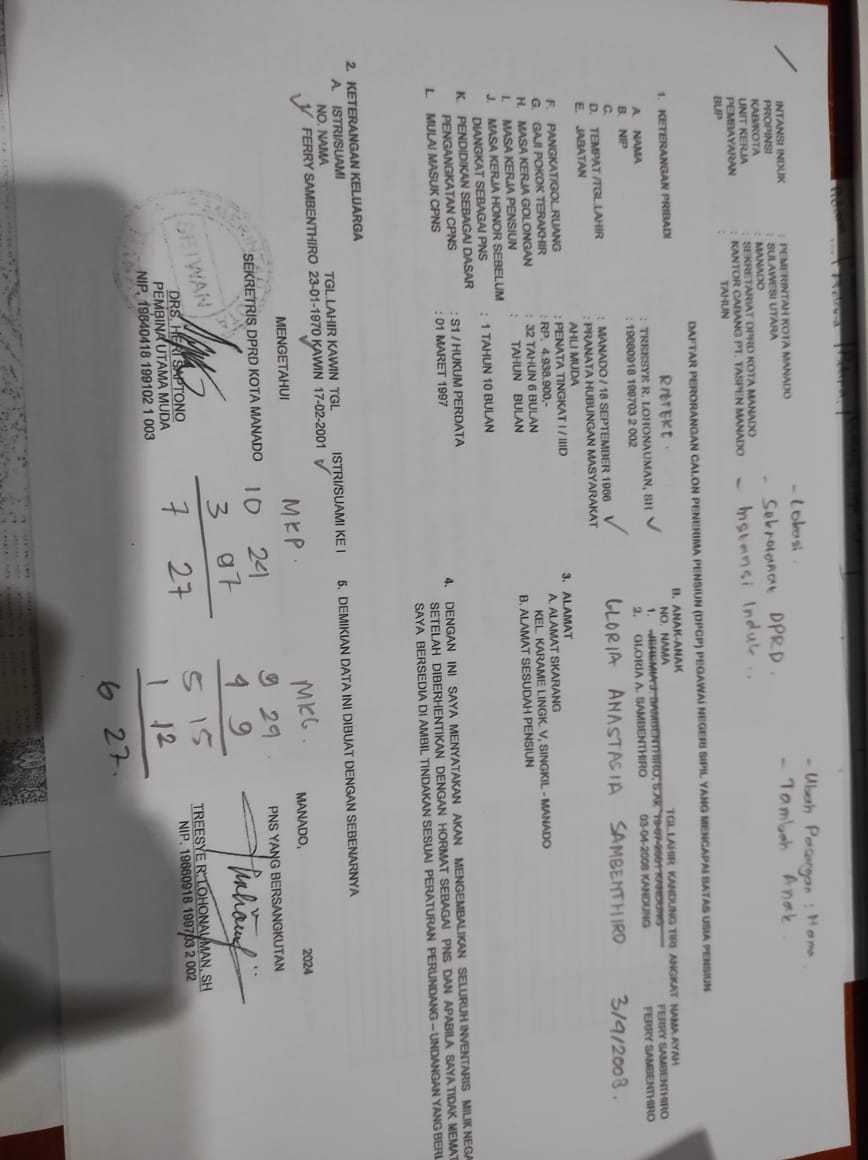 INTANSI INDUK : PEMERINTAH KOTA MANADO
PROPINSI : SULAWESI UTARA
KAB/KOTA MANADO
UNIT KERJA : SEKRETARIAT DPRD KOTA MANADO
PEMBAYARAN : KANTOR CABANG PT. TASPEN MANADO
BUP : TAHUN
- Lokasi.
DPRD.
- Instansi Induk..
- Ubah Pasangan : Nama.
- Tambah Anak.
DAFTAR PERORANGAN CALON PENERIMA PENSIUN (DPCP) PEGAWAI NEGERI SIPIL YANG MENCAPAI BATAS USIA PENSIUN
1. KETERANGAN PRIBADI
A. NAMA : TREESYE R. LOHONAUMAN, SH ✓
B. NIP : 19660918 199703 2 002
C.
D. TEMPAT /TGL.LAHIR : MANADO / 18 SEPTEMBER 1966 ✓
E. JABATAN : PRANATA HUBUNGAN MASYARAKAT
AHLI MUDA
F. PANGKAT/GOL.RUANG : PENATA TINGKAT I / IIID
G. GAJI POKOK TERAKHIR : RP. 4.938.900,-
H. MASA KERJA GOLONGAN : 32 TAHUN 6 BULAN
I. MASA KERJA PENSIUN : TAHUN BULAN
J. MASA KERJA HONOR SEBELUM
DIANGKAT SEBAGAI PNS : 1 TAHUN 10 BULAN
K. PENDIDIKAN SEBAGAI DASAR
PENGANGKATAN CPNS : S1 / HUKUM PERDATA
L. MULAI MASUK CPNS : 01 MARET 1997
2. KETERANGAN KELUARGA
A. ISTRI/SUAMI
NO. NAMA TGL.LAHIR KAWIN TGL ISTRI/SUAMI KE I
✓ FERRY SAMBENTHIRO 23-01-1970 KAWIN 17-02-2001 ✓
B. ANAK-ANAK
NO. NAMA TGL.LAHIR KANDUNG TIRI ANGKAT NAMA AYAH
1. JEREMIA J. SAMBENTHIRO, S.AK 19-07-2001 KANDUNG FERRY SAMBENTHIRO
2. GLORIA A. SAMBENTHIRO 03-04-2008 KANDUNG FERRY SAMBENTHIRO
GLORIA ANASTASIA SAMBENTHIRO 3/9/2008.
3. ALAMAT
A. ALAMAT SKARANG
KEL. KARAME LINGK. V, SINGKIL - MANADO
B. ALAMAT SESUDAH PENSIUN
4. DENGAN INI SAYA MENYATAKAN AKAN MENGEMBALIKAN SELURUH INVENTARIS MILIK NEGA
SETELAH DIBERHENTIKAN DENGAN HORMAT SEBAGAI PNS DAN APABILA SAYA TIDAK MEMAT
SAYA BERSEDIA DI AMBIL TINDAKAN SESUAI PERATURAN PERUNDANG – UNDANGAN YANG BERL
5. DEMIKIAN DATA INI DIBUAT DENGAN SEBENARNYA
MENGETAHUI
SEKRETRIS DPRD KOTA MANADO
DRS. HERI SAPTONO
PEMBINA UTAMA MUDA
NIP. 19640418 199102 1 003
MKP.
10 24
3 97
7 27
MKG.
9 29.
4 9
5 15
1 12
6 27.
MANADO, 2024
PNS YANG BERSANGKUTAN
TREESYE R. LOHONAUMAN, SH
NIP. 19660918 199703 2 002